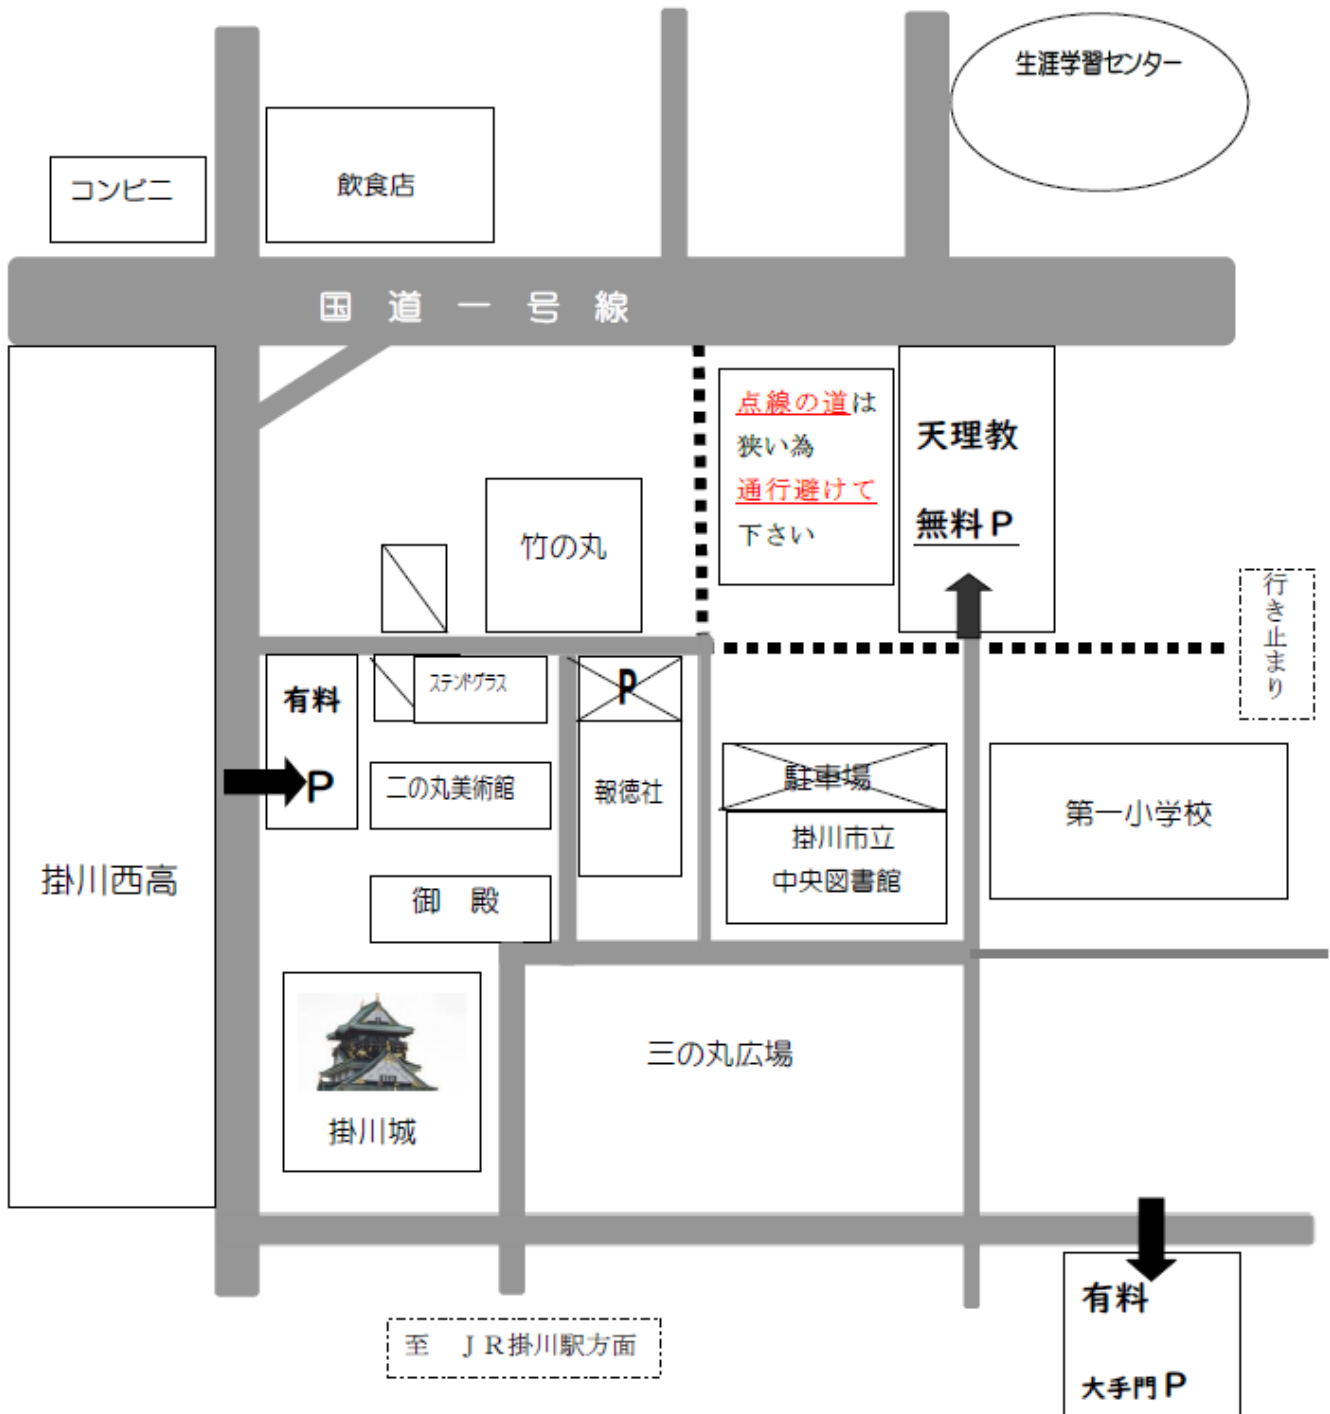 生涯学習センター
コンビニ
飲食店
国道一号線
点線の道は
狭い為
通行避けて
下さい
天理教
無料P
竹の丸
行き止まり
有料
P
ステンドグラス
P
二の丸美術館
報徳社
駐車場
掛川市立
中央図書館
第一小学校
掛川西高
御　殿
三の丸広場
掛川城
有料
大手門P
至　ＪＲ掛川駅方面